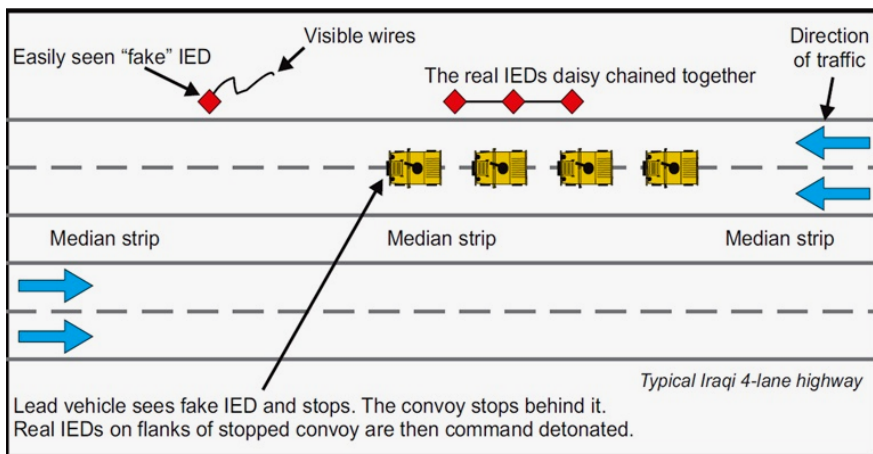 Visible wires
Direction
of traffic
Easily seen “fake” IED
The real IEDs daisy chained together
Median strip
Median strip
Median strip
Typical Iraqi 4-lane highway
Lead vehicle sees fake IED and stops. The convoy stops behind it.
Real IEDs on flanks of stopped convoy are then command detonated.